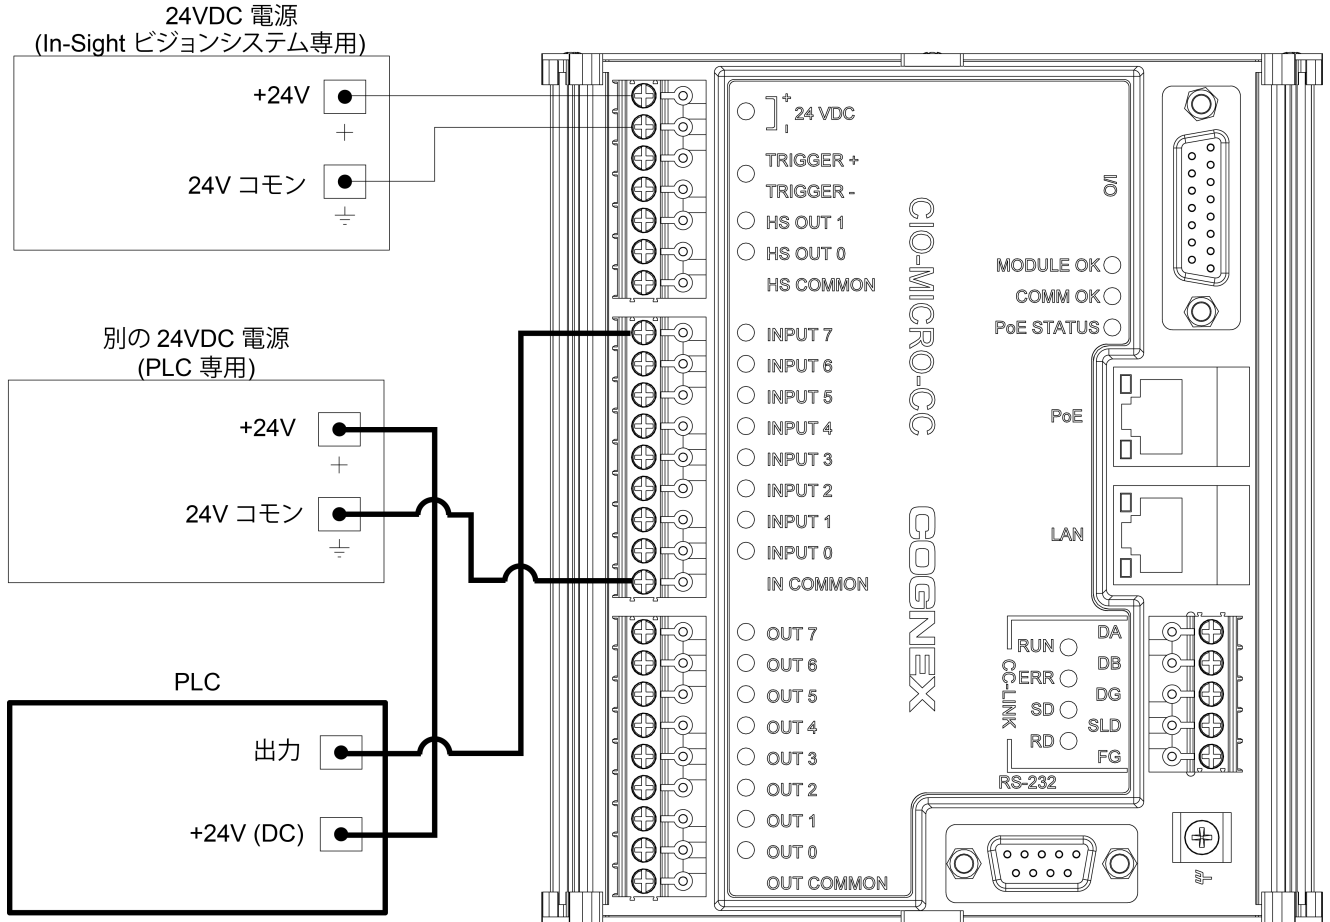 24VDC 電源
(In-Sight ビジョンシステム専用)
+24V
+
24V コモン
別の 24VDC 電源
(PLC 専用)
+24V
+
24V コモン
PLC
出力
+24V (DC)
+
-
24 VDC
TRIGGER +
TRIGGER -
HS OUT 1
HS OUT 0
HS COMMON
INPUT 7
INPUT 6
INPUT 5
INPUT 4
INPUT 3
INPUT 2
INPUT 1
INPUT 0
IN COMMON
OUT 7
OUT 6
OUT 5
OUT 4
OUT 3
OUT 2
OUT 1
OUT 0
OUT COMMON
CIO-MICRO-CC
COGNEX
I/O
MODULE OK
COMM OK
PoE STATUS
PoE
LAN
CC-LINK
RUN
ERR
SD
RD
DA
DB
DG
SLD
FG
RS-232